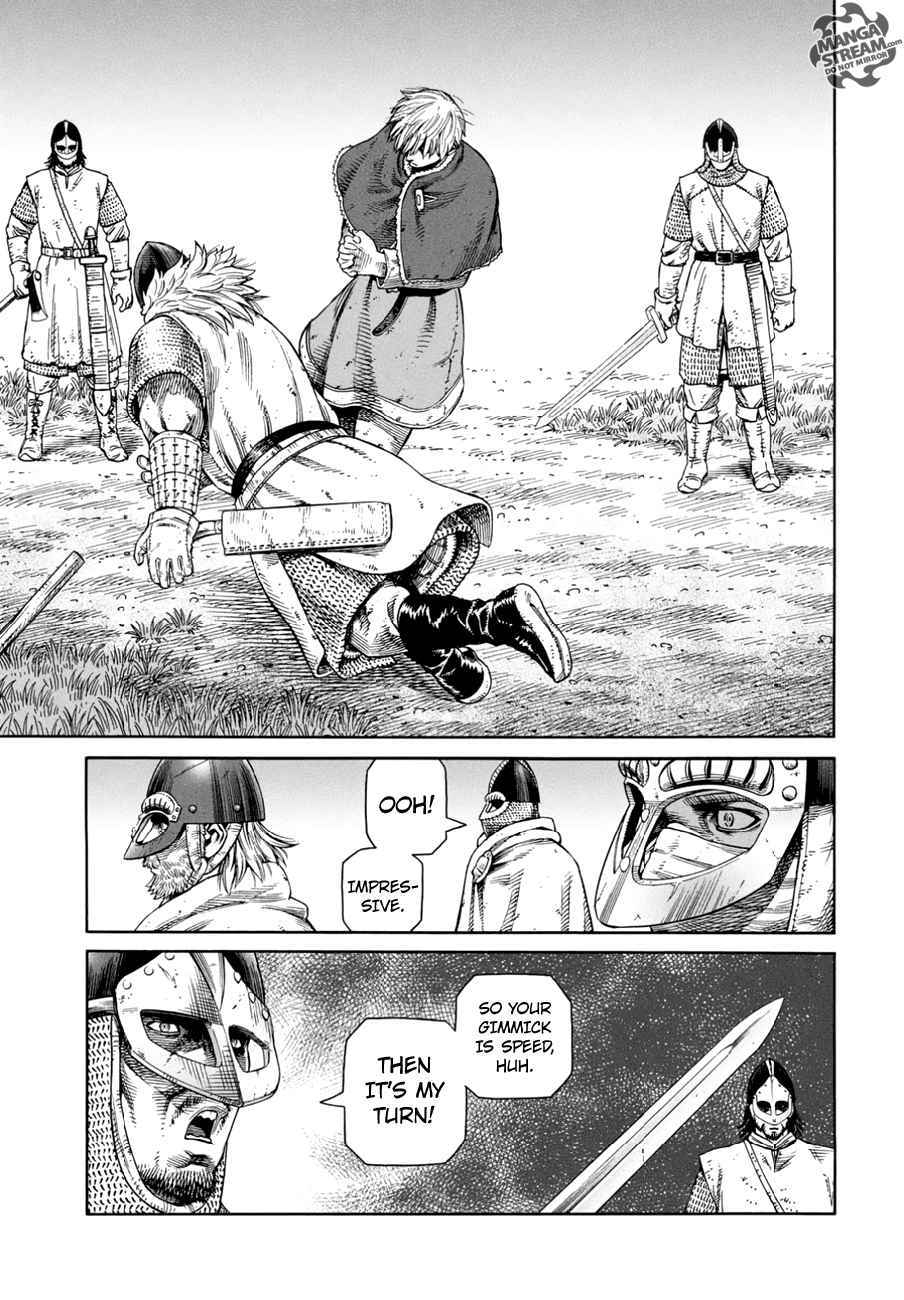 MANGA
STREAM.com
DO NOT MIRROR
OOH!
IMPRES-
SIVE.
SO YOUR
GIMMICK
IS SPEED,
HUH.
THEN
IT'S MY
TURN!